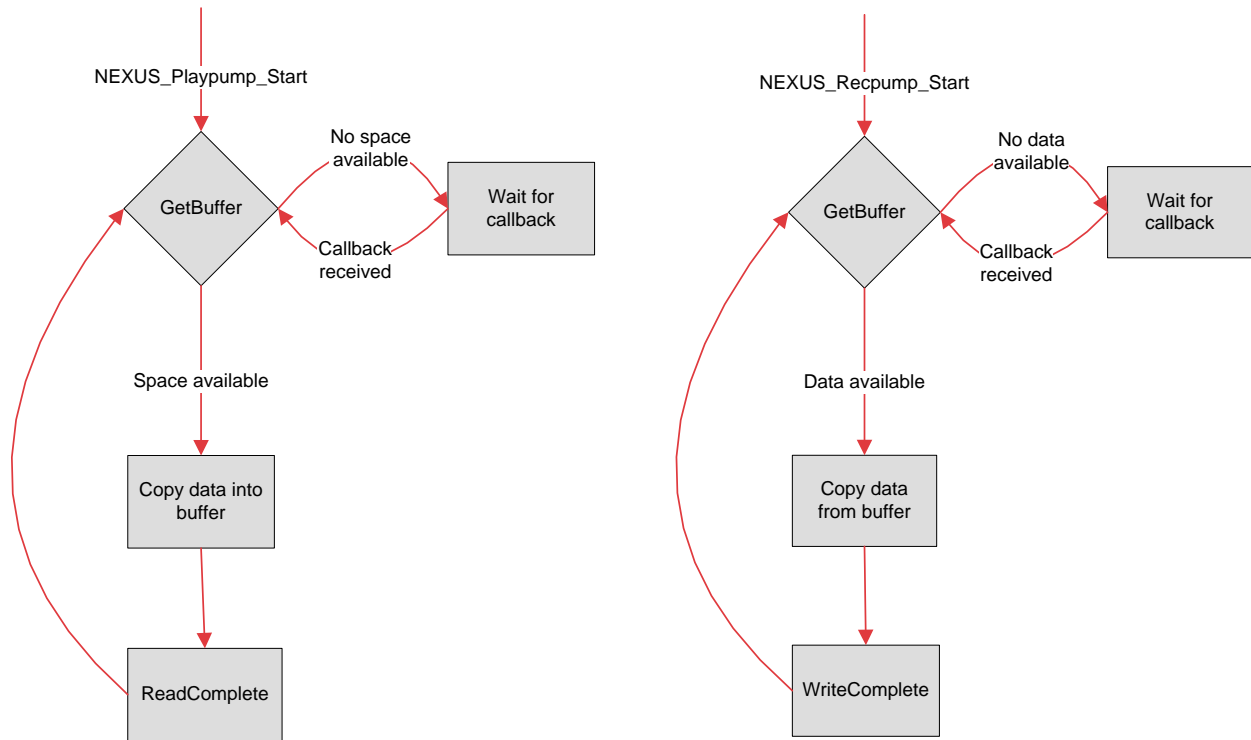 NEXUS_Playpump_Start
GetBuffer
No space
available
Wait for
callback
Callback
received
Space available
Copy data into
buffer
ReadComplete
NEXUS_Recpump_Start
GetBuffer
No data
available
Wait for
callback
Callback
received
Data available
Copy data
from buffer
WriteComplete